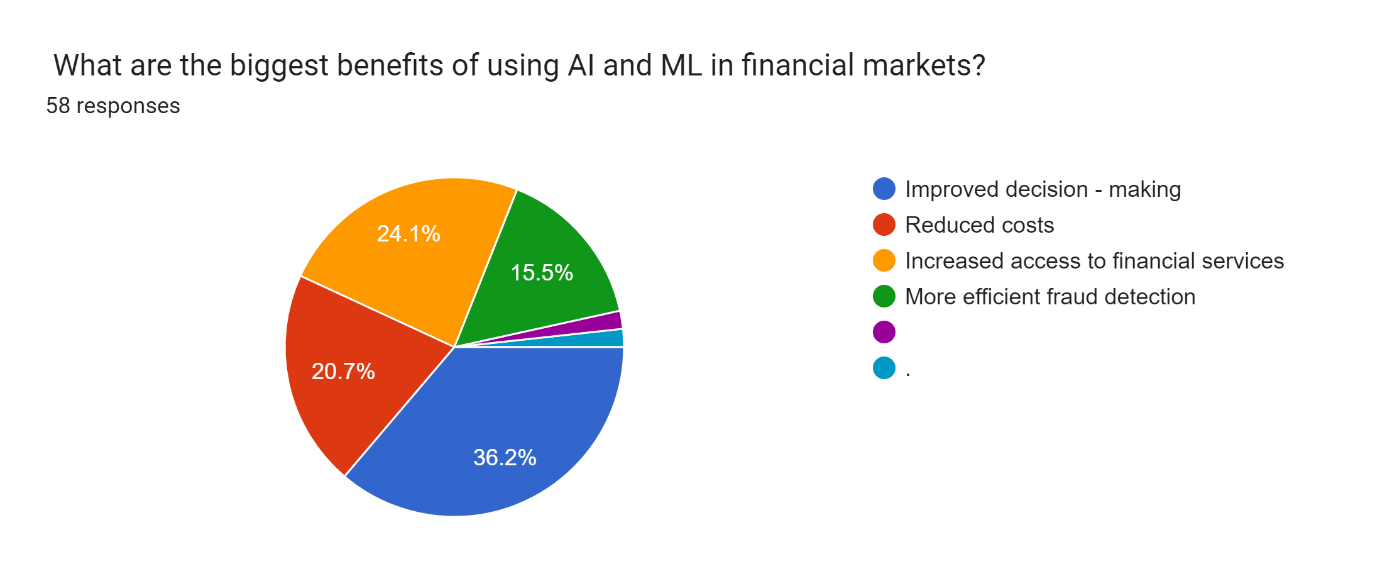 What are the biggest benefits of using AI and ML in financial markets?
58 responses
24.1%
15.5%
20.7%
36.2%
Improved decision - making
Reduced costs
Increased access to financial services
More efficient fraud detection
.